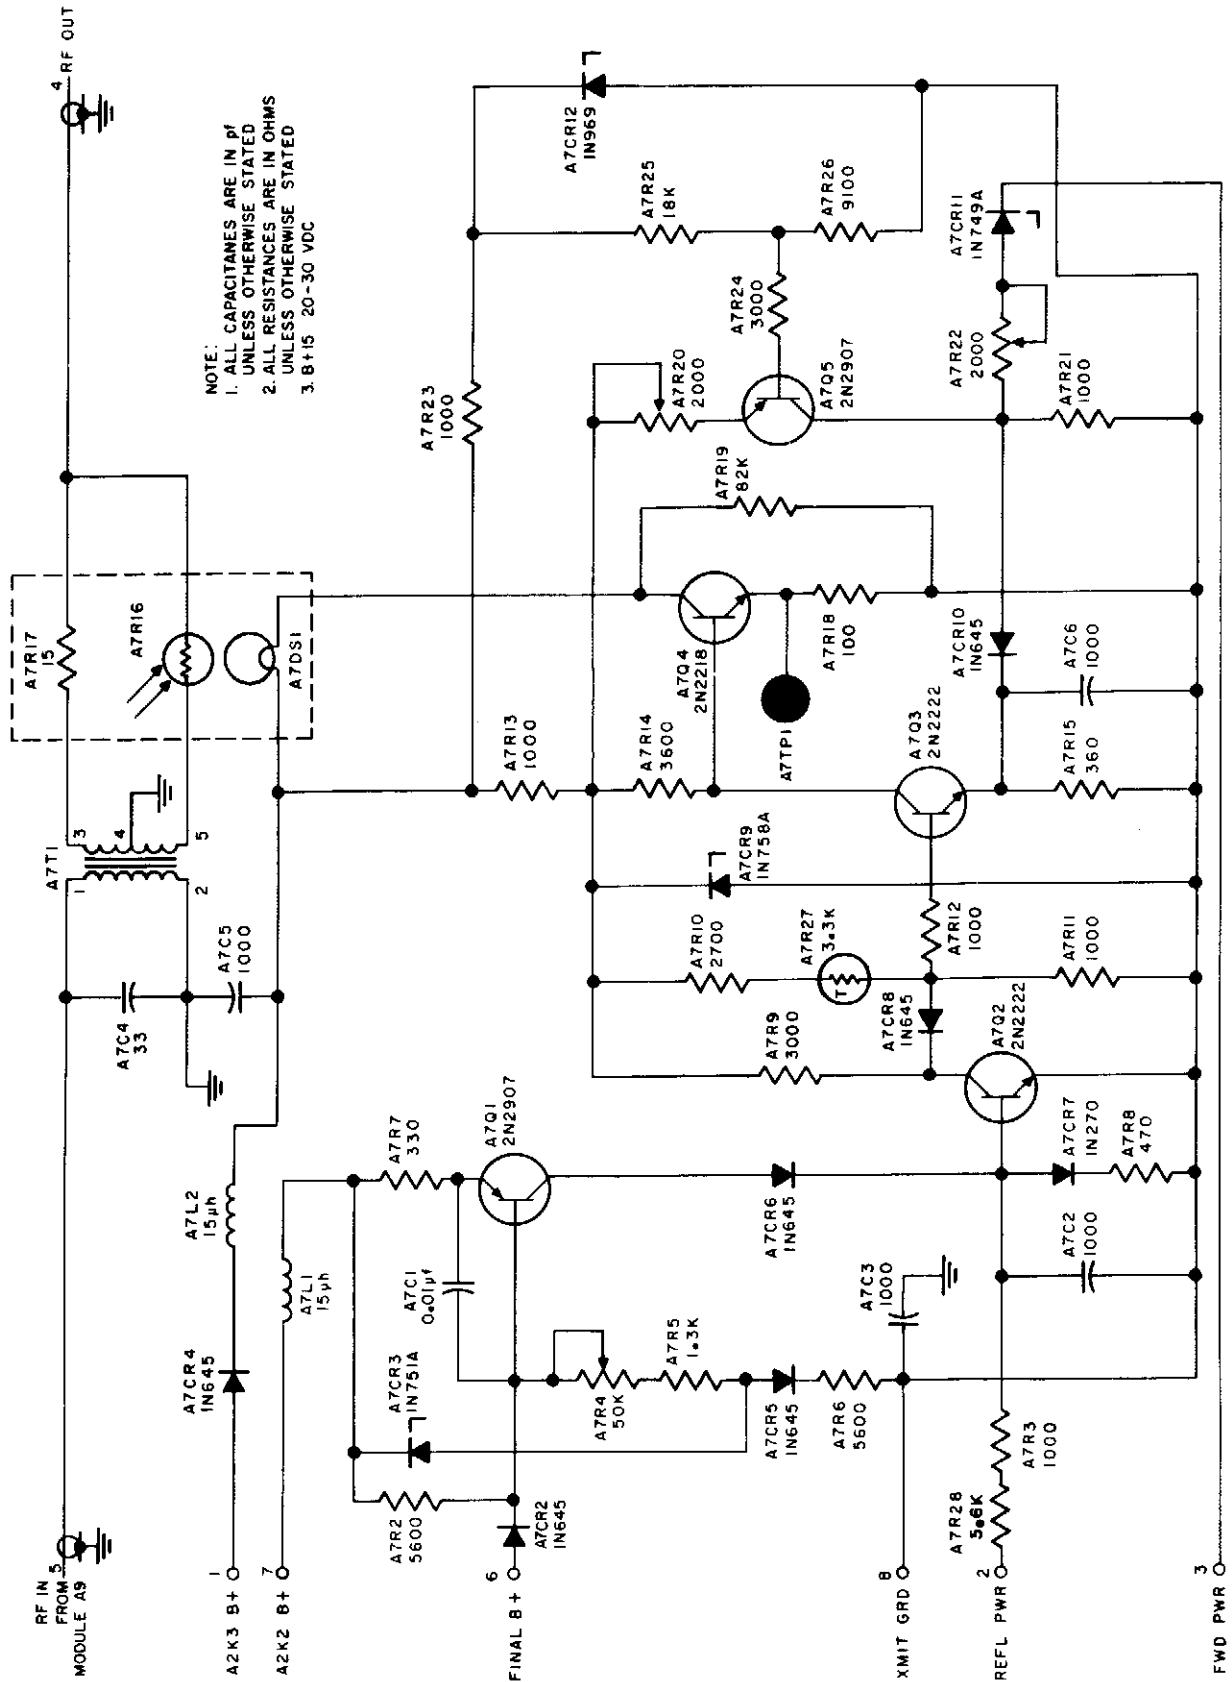 RF IN
FROM 5
MODULE A9
4 RF OUT
NOTE:
1. ALL CAPACITANES ARE IN pf
UNLESS OTHERWISE STATED
2. ALL RESISTANCES ARE IN OHMS
UNLESS OTHERWISE STATED
3. B+15 20-30 VDC
A7T1
1
2
3
4
5
A7C4
33
A7C5
1000
A7R17
15
A7R16
A7DS1
A2K3 B+
1
A7CR4
1N645
A7L2
15µh
A2K2 B+
7
A7L1
15µh
A7R2
5600
A7CR3
1N751A
A7C1
0.01µf
A7R7
330
A7Q1
2N2907
FINAL B+
6
A7CR2
1N645
A7R4
50K
A7R5
1.3K
A7CR5
1N645
A7R6
5600
A7CR6
1N645
A7C3
1000
XMIT GRD
8
REFL PWR
2
A7R28
5.6K
A7R3
1000
A7C2
1000
A7CR7
1N270
A7R8
470
A7Q2
2N2222
A7R9
3000
A7CR8
1N645
A7R10
2700
A7R27
3.3K
T
A7R12
1000
A7R11
1000
A7CR9
1N758A
A7R13
1000
A7R14
3600
A7Q3
2N2222
A7R15
360
A7Q4
2N2218
A7TP1
A7R18
100
A7R19
82K
A7CR10
1N645
A7C6
1000
A7R23
1000
A7R20
2000
A7Q5
2N2907
A7R24
3000
A7R25
18K
A7R26
9100
A7CR12
1N969
A7R22
2000
A7R21
1000
A7CR11
1N749A
FWD PWR
3